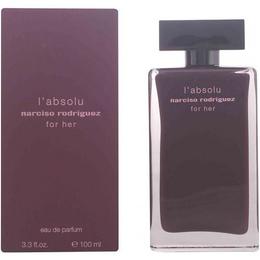 l'absolu
narciso rodriguez
for her
eau de parfum
3.3 fl.oz. ℮ 100 ml
l'absolu
narciso rodriguez
for her